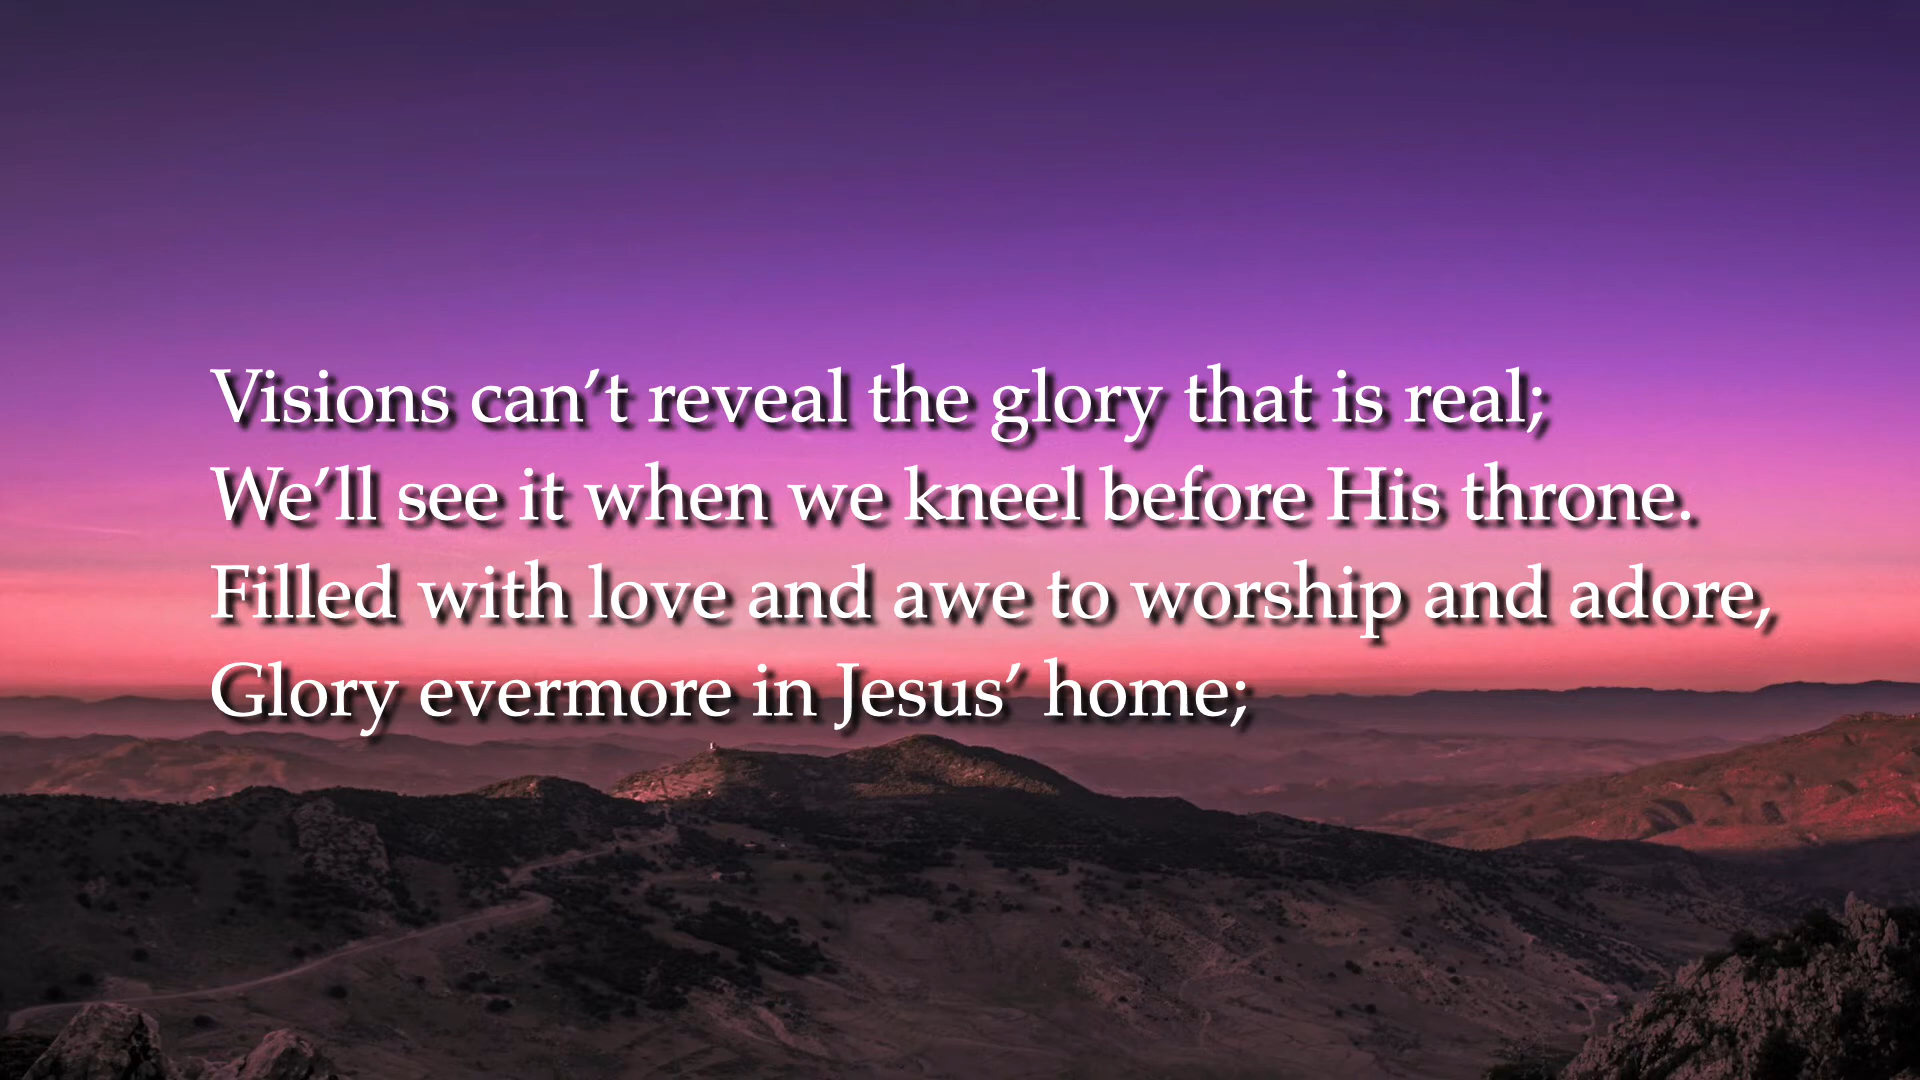 Visions can’t reveal the glory that is real;
We’ll see it when we kneel before His throne.
Filled with love and awe to worship and adore,
Glory evermore in Jesus’ home;